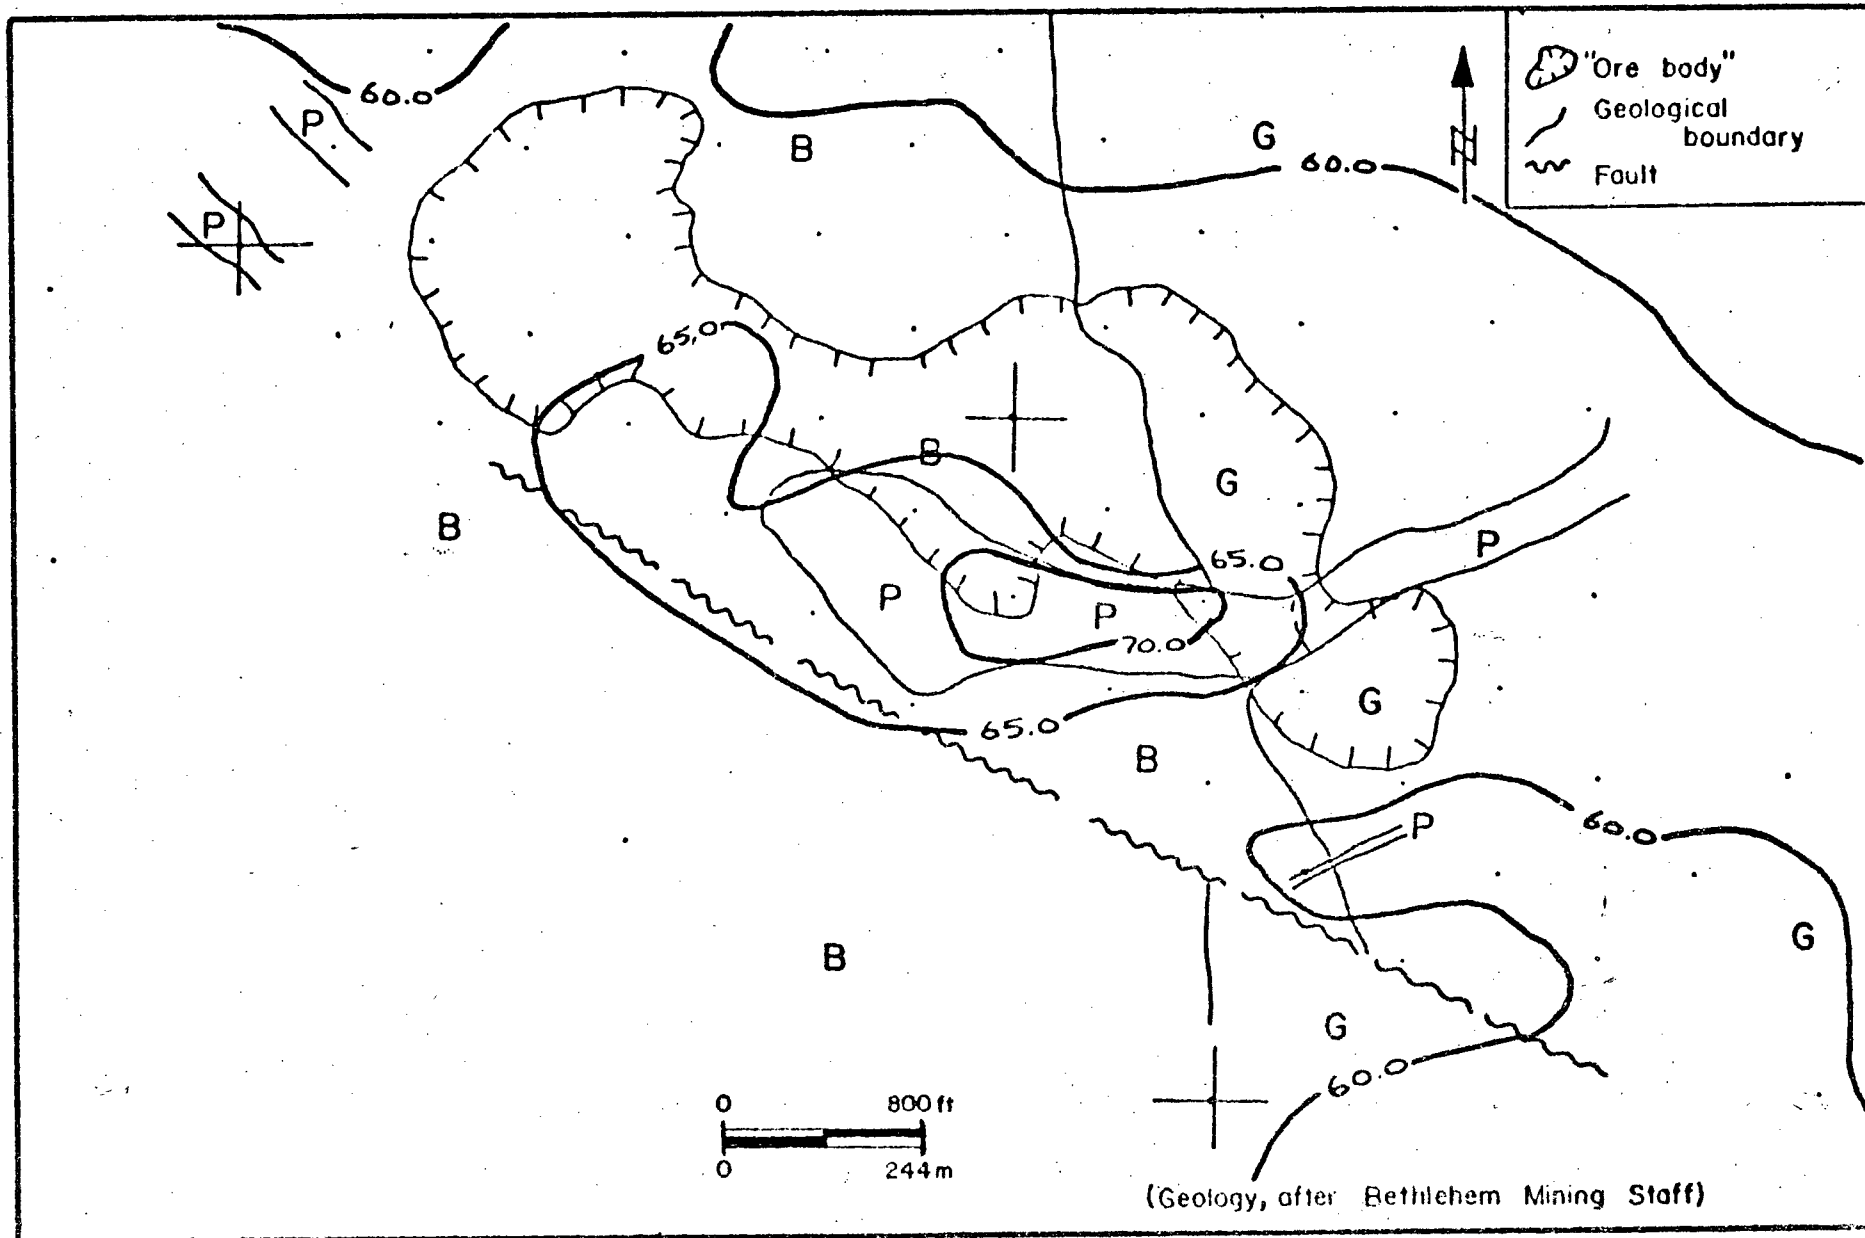 "Ore body"
Geological
boundary
Fault
N
60.0
P
B
G
60.0
P
65,0
B
G
B
P
65.0
P
P
70.0
G
65.0
B
P
60.0
B
G
G
60.0
0 800 ft
0 244 m
(Geology, after Bethlehem Mining Staff)